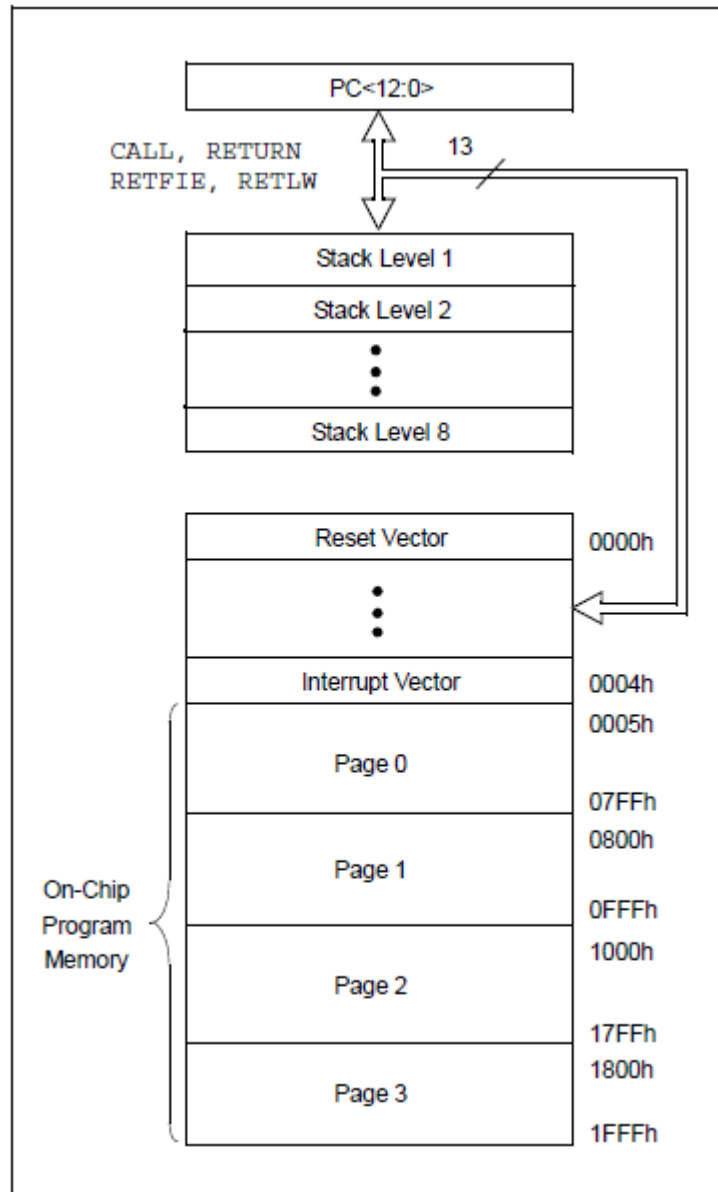 PC<12:0>
CALL, RETURN
13
RETFIE, RETLW
Stack Level 1
Stack Level 2
Stack Level 8
Reset Vector
0000h
Interrupt Vector
0004h
0005h
Page 0
07FFh
0800h
Page 1
On-Chip
Program
Memory
0FFFh
1000h
Page 2
17FFh
1800h
Page 3
1FFFh